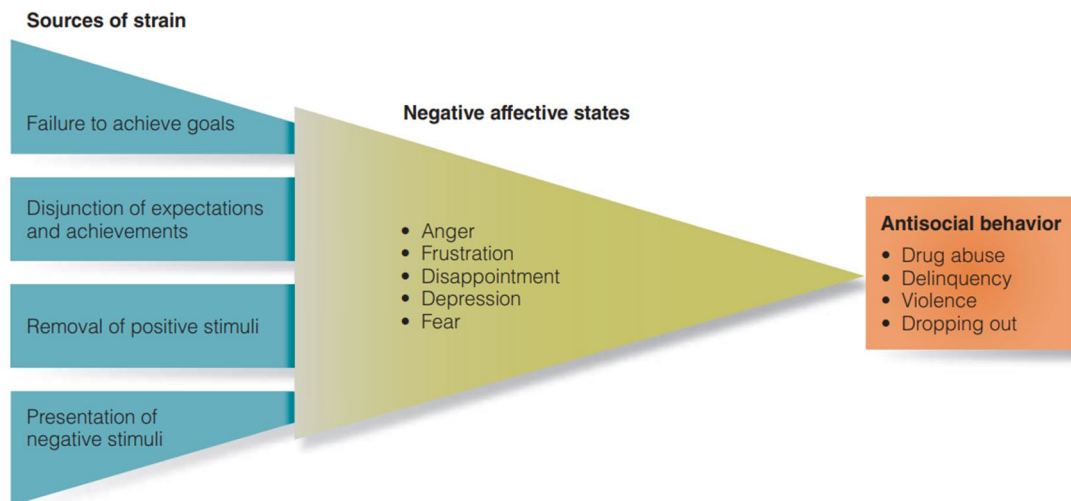 Sources of strain
Failure to achieve goals
Disjunction of expectations
and achievements
Removal of positive stimuli
Presentation of
negative stimuli
Negative affective states
• Anger
• Frustration
• Disappointment
• Depression
• Fear
Antisocial behavior
• Drug abuse
• Delinquency
• Violence
• Dropping out